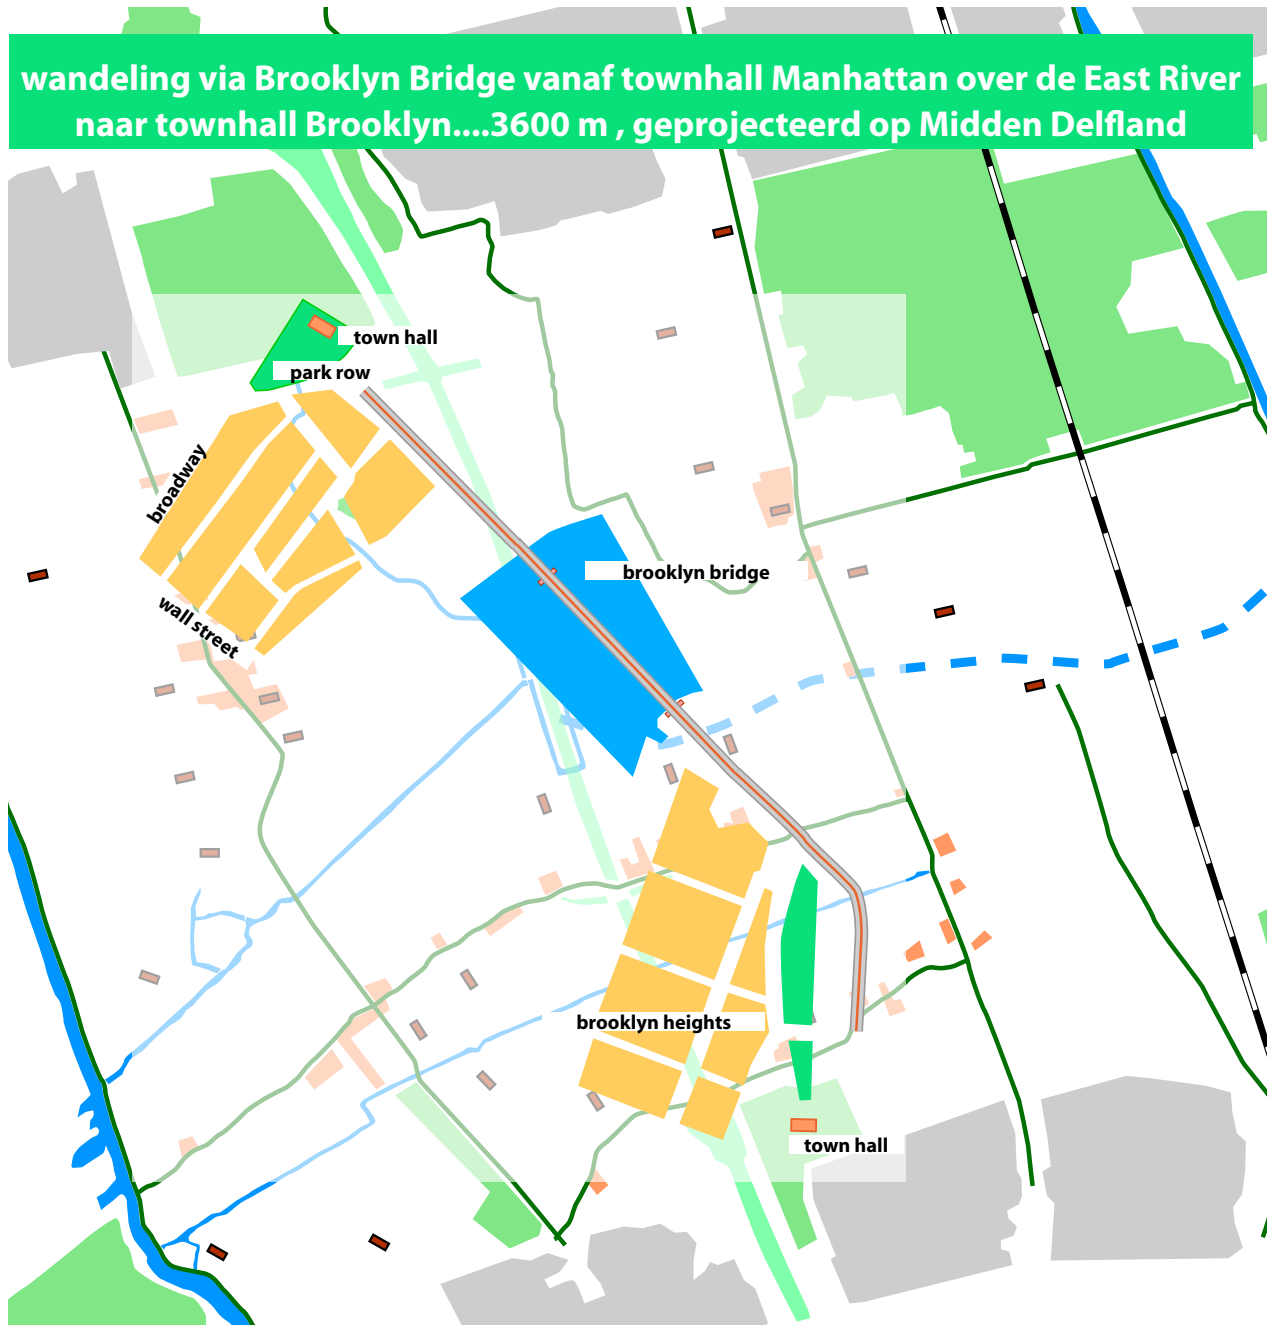 wandeling via Brooklyn Bridge vanaf townhall Manhattan over de East River
naar townhall Brooklyn....3600 m , geprojecteerd op Midden Delfland
town hall
park row
broadway
brooklyn bridge
wall street
brooklyn heights
town hall